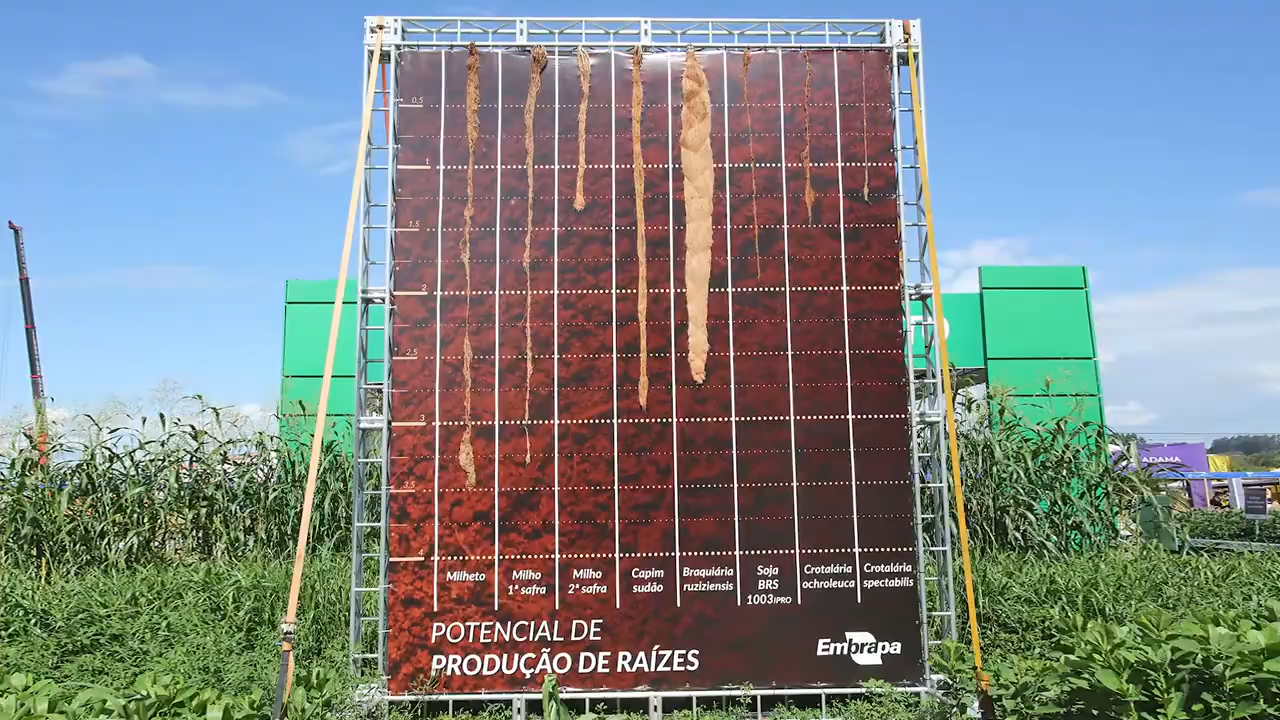 0,5
1
1,5
2
2,5
3
3,5
4
Milheto
Milho
1ª safra
Milho
2ª safra
Capim
sudão
Braquiária
ruziziensis
Soja
BRS
1003IPRO
Crotalária
ochroleuca
Crotalária
spectabilis
POTENCIAL DE
PRODUÇÃO DE RAÍZES
Embrapa
ADAMA